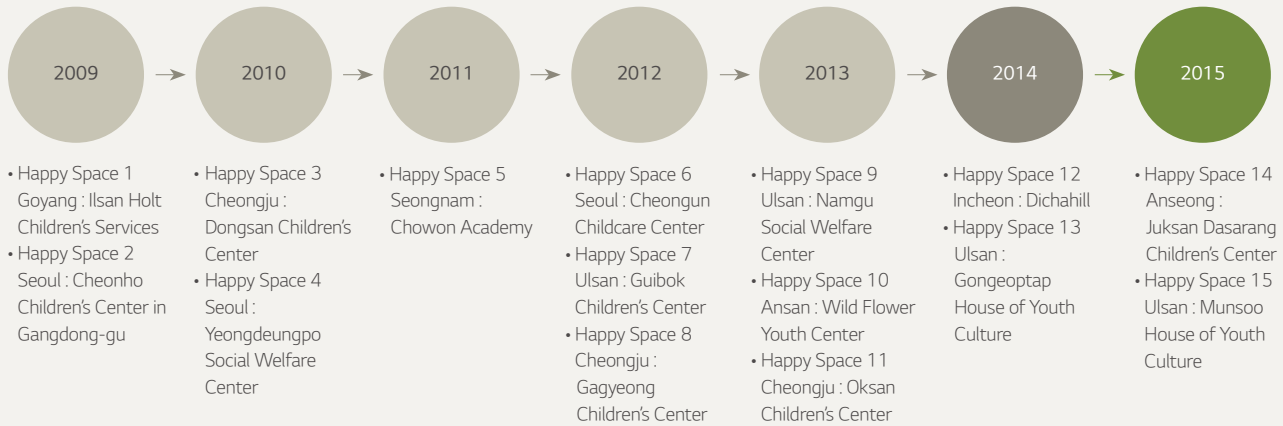 2009
2010
2011
2012
2013
2014
2015
• Happy Space 1
Goyang : Ilsan Holt
Children's Services
• Happy Space 2
Seoul : Cheonho
Children's Center in
Gangdong-gu
• Happy Space 3
Cheongju :
Dongsan Children's
Center
• Happy Space 4
Seoul :
Yeongdeungpo
Social Welfare
Center
• Happy Space 5
Seongnam :
Chowon Academy
• Happy Space 6
Seoul : Cheongun
Childcare Center
• Happy Space 7
Ulsan : Guibok
Children's Center
• Happy Space 8
Cheongju :
Gagyeong
Children's Center
• Happy Space 9
Ulsan : Namgu
Social Welfare
Center
• Happy Space 10
Ansan : Wild Flower
Youth Center
• Happy Space 11
Cheongju : Oksan
Children's Center
• Happy Space 12
Incheon : Dichahill
• Happy Space 13
Ulsan :
Gongeoptap
House of Youth
Culture
• Happy Space 14
Anseong :
Juksan Dasarang
Children's Center
• Happy Space 15
Ulsan : Munsoo
House of Youth
Culture